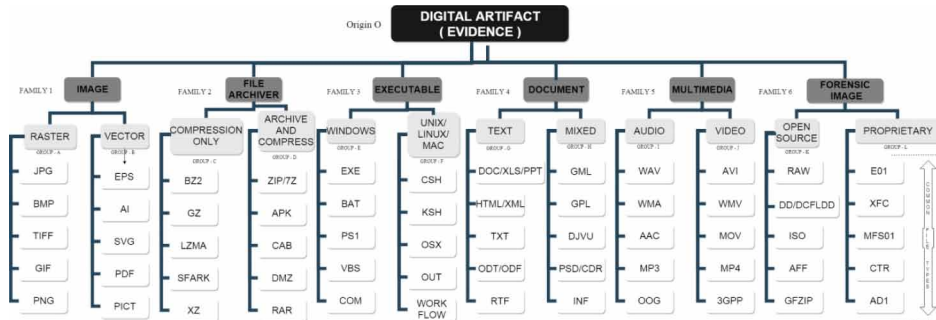 DIGITAL ARTIFACT
( EVIDENCE )
Origin O
FAMILY 1
IMAGE
FAMILY 2
FILE
ARCHIVER
FAMILY 3
EXECUTABLE
FAMILY 4
DOCUMENT
FAMILY 5
MULTIMEDIA
FAMILY 6
FORENSIC
IMAGE
RASTER
GROUP - A
JPG
BMP
TIFF
GIF
PNG
VECTOR
GROUP - B
EPS
AI
SVG
PDF
PICT
COMPRESSION
ONLY
GROUP - C
BZ2
GZ
LZMA
SFARK
XZ
ARCHIVE
AND
COMPRESS
GROUP - D
ZIP/7Z
APK
CAB
DMZ
RAR
WINDOWS
GROUP - E
EXE
BAT
PS1
VBS
COM
UNIX/
LINUX/
MAC
GROUP - F
CSH
KSH
OSX
OUT
WORK
FLOW
TEXT
GROUP - G
DOC/XLS/PPT
HTML/XML
TXT
ODT/ODF
RTF
MIXED
GROUP - H
GML
GPL
DJVU
PSD/CDR
INF
AUDIO
GROUP - I
WAV
WMA
AAC
MP3
OOG
VIDEO
GROUP - J
AVI
WMV
MOV
MP4
3GPP
OPEN
SOURCE
GROUP - K
RAW
DD/DCFLDD
ISO
AFF
GFZIP
PROPRIETARY
GROUP - L
E01
XFC
MFS01
CTR
AD1
COMMON FILE TYPES